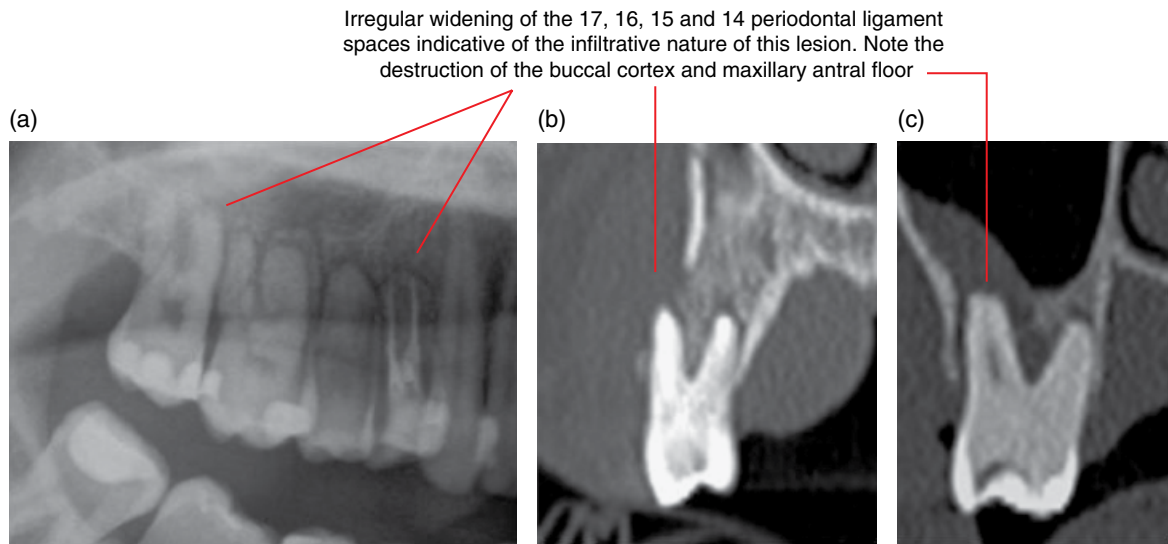 Irregular widening of the 17, 16, 15 and 14 periodontal ligament
spaces indicative of the infiltrative nature of this lesion. Note the
destruction of the buccal cortex and maxillary antral floor
(a)
(b)
(c)